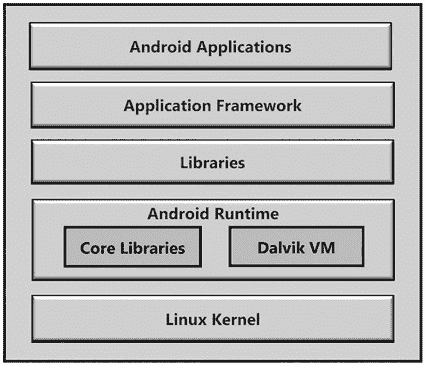 Android Applications
Application Framework
Libraries
Android Runtime
Core Libraries
Dalvik VM
Linux Kernel